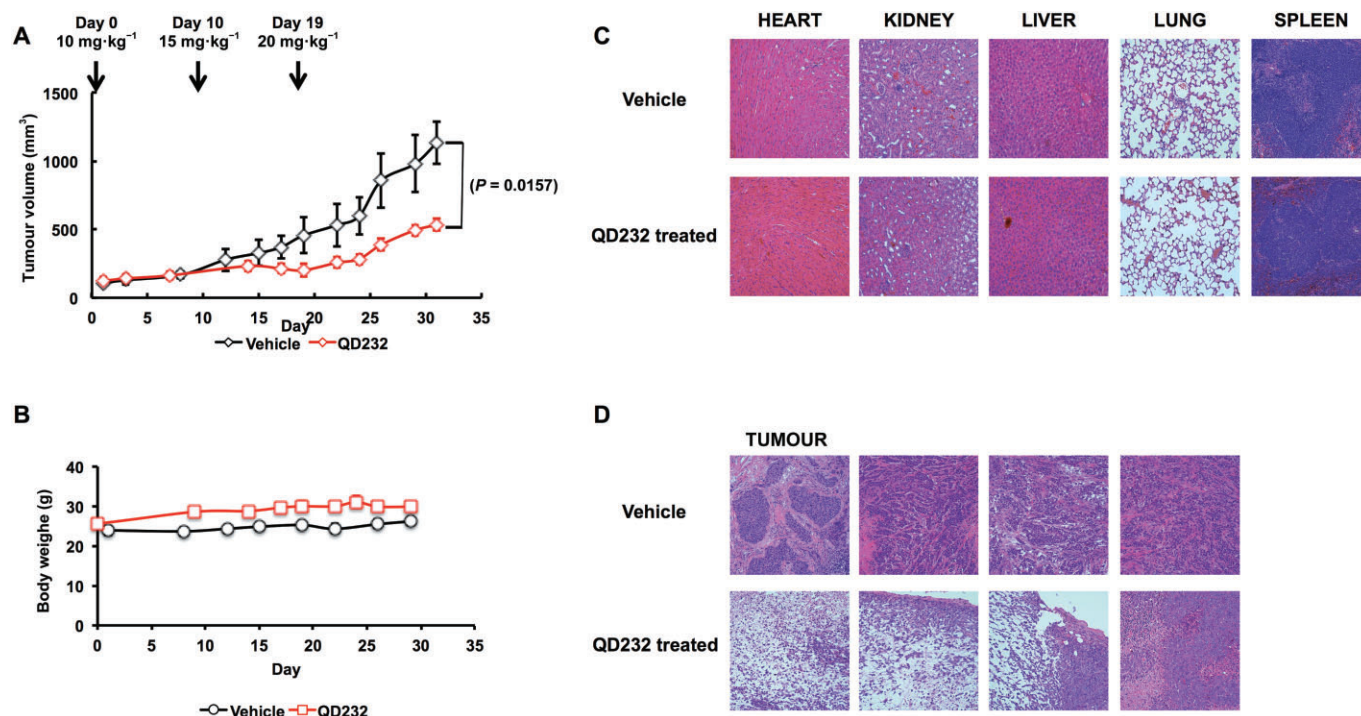 A
Day 0
10 mg·kg⁻¹
Day 10
15 mg·kg⁻¹
Day 19
20 mg·kg⁻¹
Tumour volume (mm³)
1500
1000
500
0
(P = 0.0157)
0 5 10 15 20 25 30 35
Day
Vehicle QD232
B
Body weighe (g)
40
30
20
10
0
0 5 10 15 20 25 30 35
Day
Vehicle QD232
C
HEART KIDNEY LIVER LUNG SPLEEN
Vehicle
QD232 treated
D
TUMOUR
Vehicle
QD232 treated